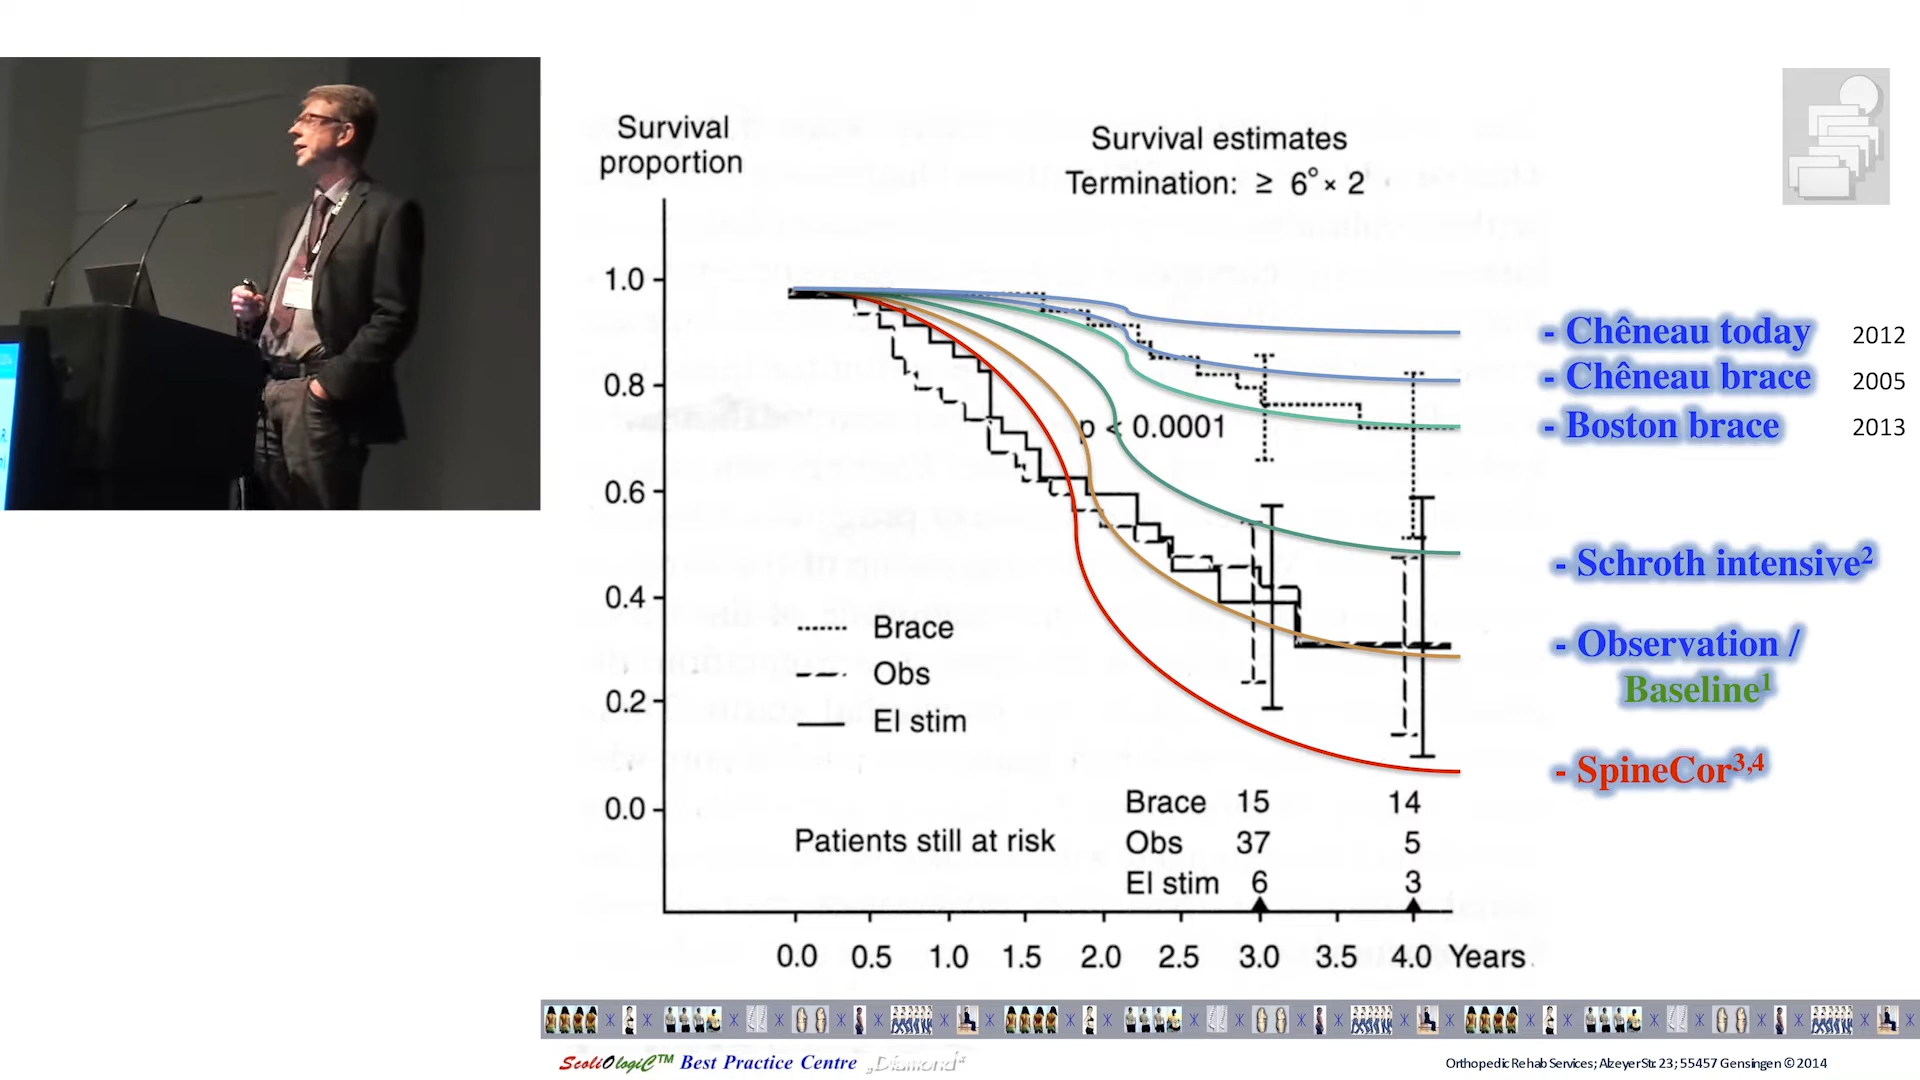 Survival
proportion
Survival estimates
Termination: ≥ 6° × 2
1.0
0.8
0.6
0.4
0.2
0.0
p < 0.0001
Brace
Obs
El stim
- Chêneau today 2012
- Chêneau brace 2005
- Boston brace 2013
- Schroth intensive²
- Observation /
Baseline¹
- SpineCor³,⁴
Patients still at risk
Brace 15 14
Obs 37 5
El stim 6 3
0.0 0.5 1.0 1.5 2.0 2.5 3.0 3.5 4.0 Years
ScoliOlogiC™ Best Practice Centre „Diamond“
Orthopedic Rehab Services; Alzeyer Str. 23; 55457 Gensingen © 2014